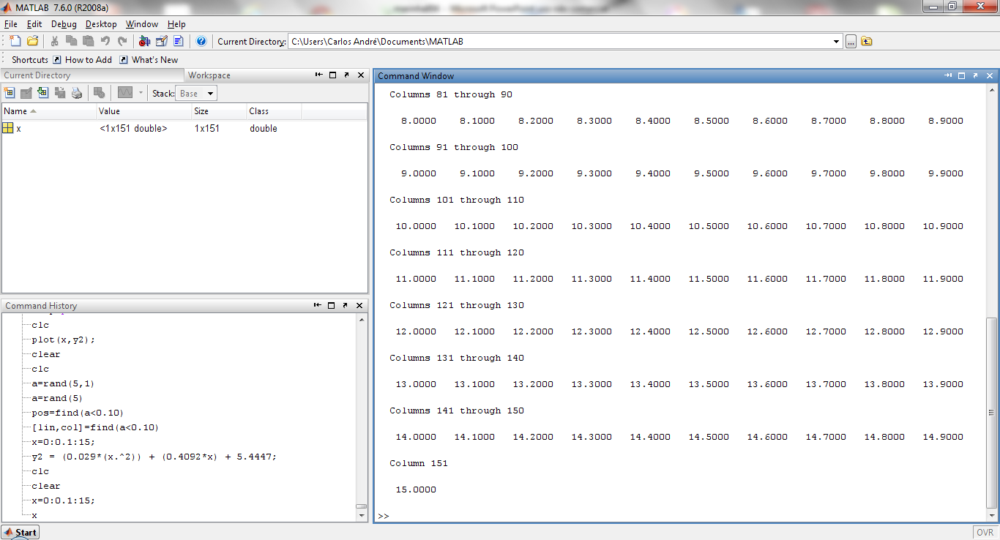 MATLAB 7.6.0 (R2008a)
File Edit Debug Desktop Window Help
Current Directory: C:\Users\Carlos André\Documents\MATLAB ...
Shortcuts How to Add What's New
Current Directory Workspace
Stack: Base
Name Value Size Class
x <1x151 double> 1x151 double
Command History
clc
plot(x,y2);
clear
clc
a=rand(5,1)
a=rand(5)
pos=find(a<0.10)
[lin,col]=find(a<0.10)
x=0:0.1:15;
y2 = (0.029*(x.^2)) + (0.4092*x) + 5.4447;
clc
clear
x=0:0.1:15;
x
Command Window
Columns 81 through 90
8.0000 8.1000 8.2000 8.3000 8.4000 8.5000 8.6000 8.7000 8.8000 8.9000
Columns 91 through 100
9.0000 9.1000 9.2000 9.3000 9.4000 9.5000 9.6000 9.7000 9.8000 9.9000
Columns 101 through 110
10.0000 10.1000 10.2000 10.3000 10.4000 10.5000 10.6000 10.7000 10.8000 10.9000
Columns 111 through 120
11.0000 11.1000 11.2000 11.3000 11.4000 11.5000 11.6000 11.7000 11.8000 11.9000
Columns 121 through 130
12.0000 12.1000 12.2000 12.3000 12.4000 12.5000 12.6000 12.7000 12.8000 12.9000
Columns 131 through 140
13.0000 13.1000 13.2000 13.3000 13.4000 13.5000 13.6000 13.7000 13.8000 13.9000
Columns 141 through 150
14.0000 14.1000 14.2000 14.3000 14.4000 14.5000 14.6000 14.7000 14.8000 14.9000
Column 151
15.0000
>>
Start
OVR